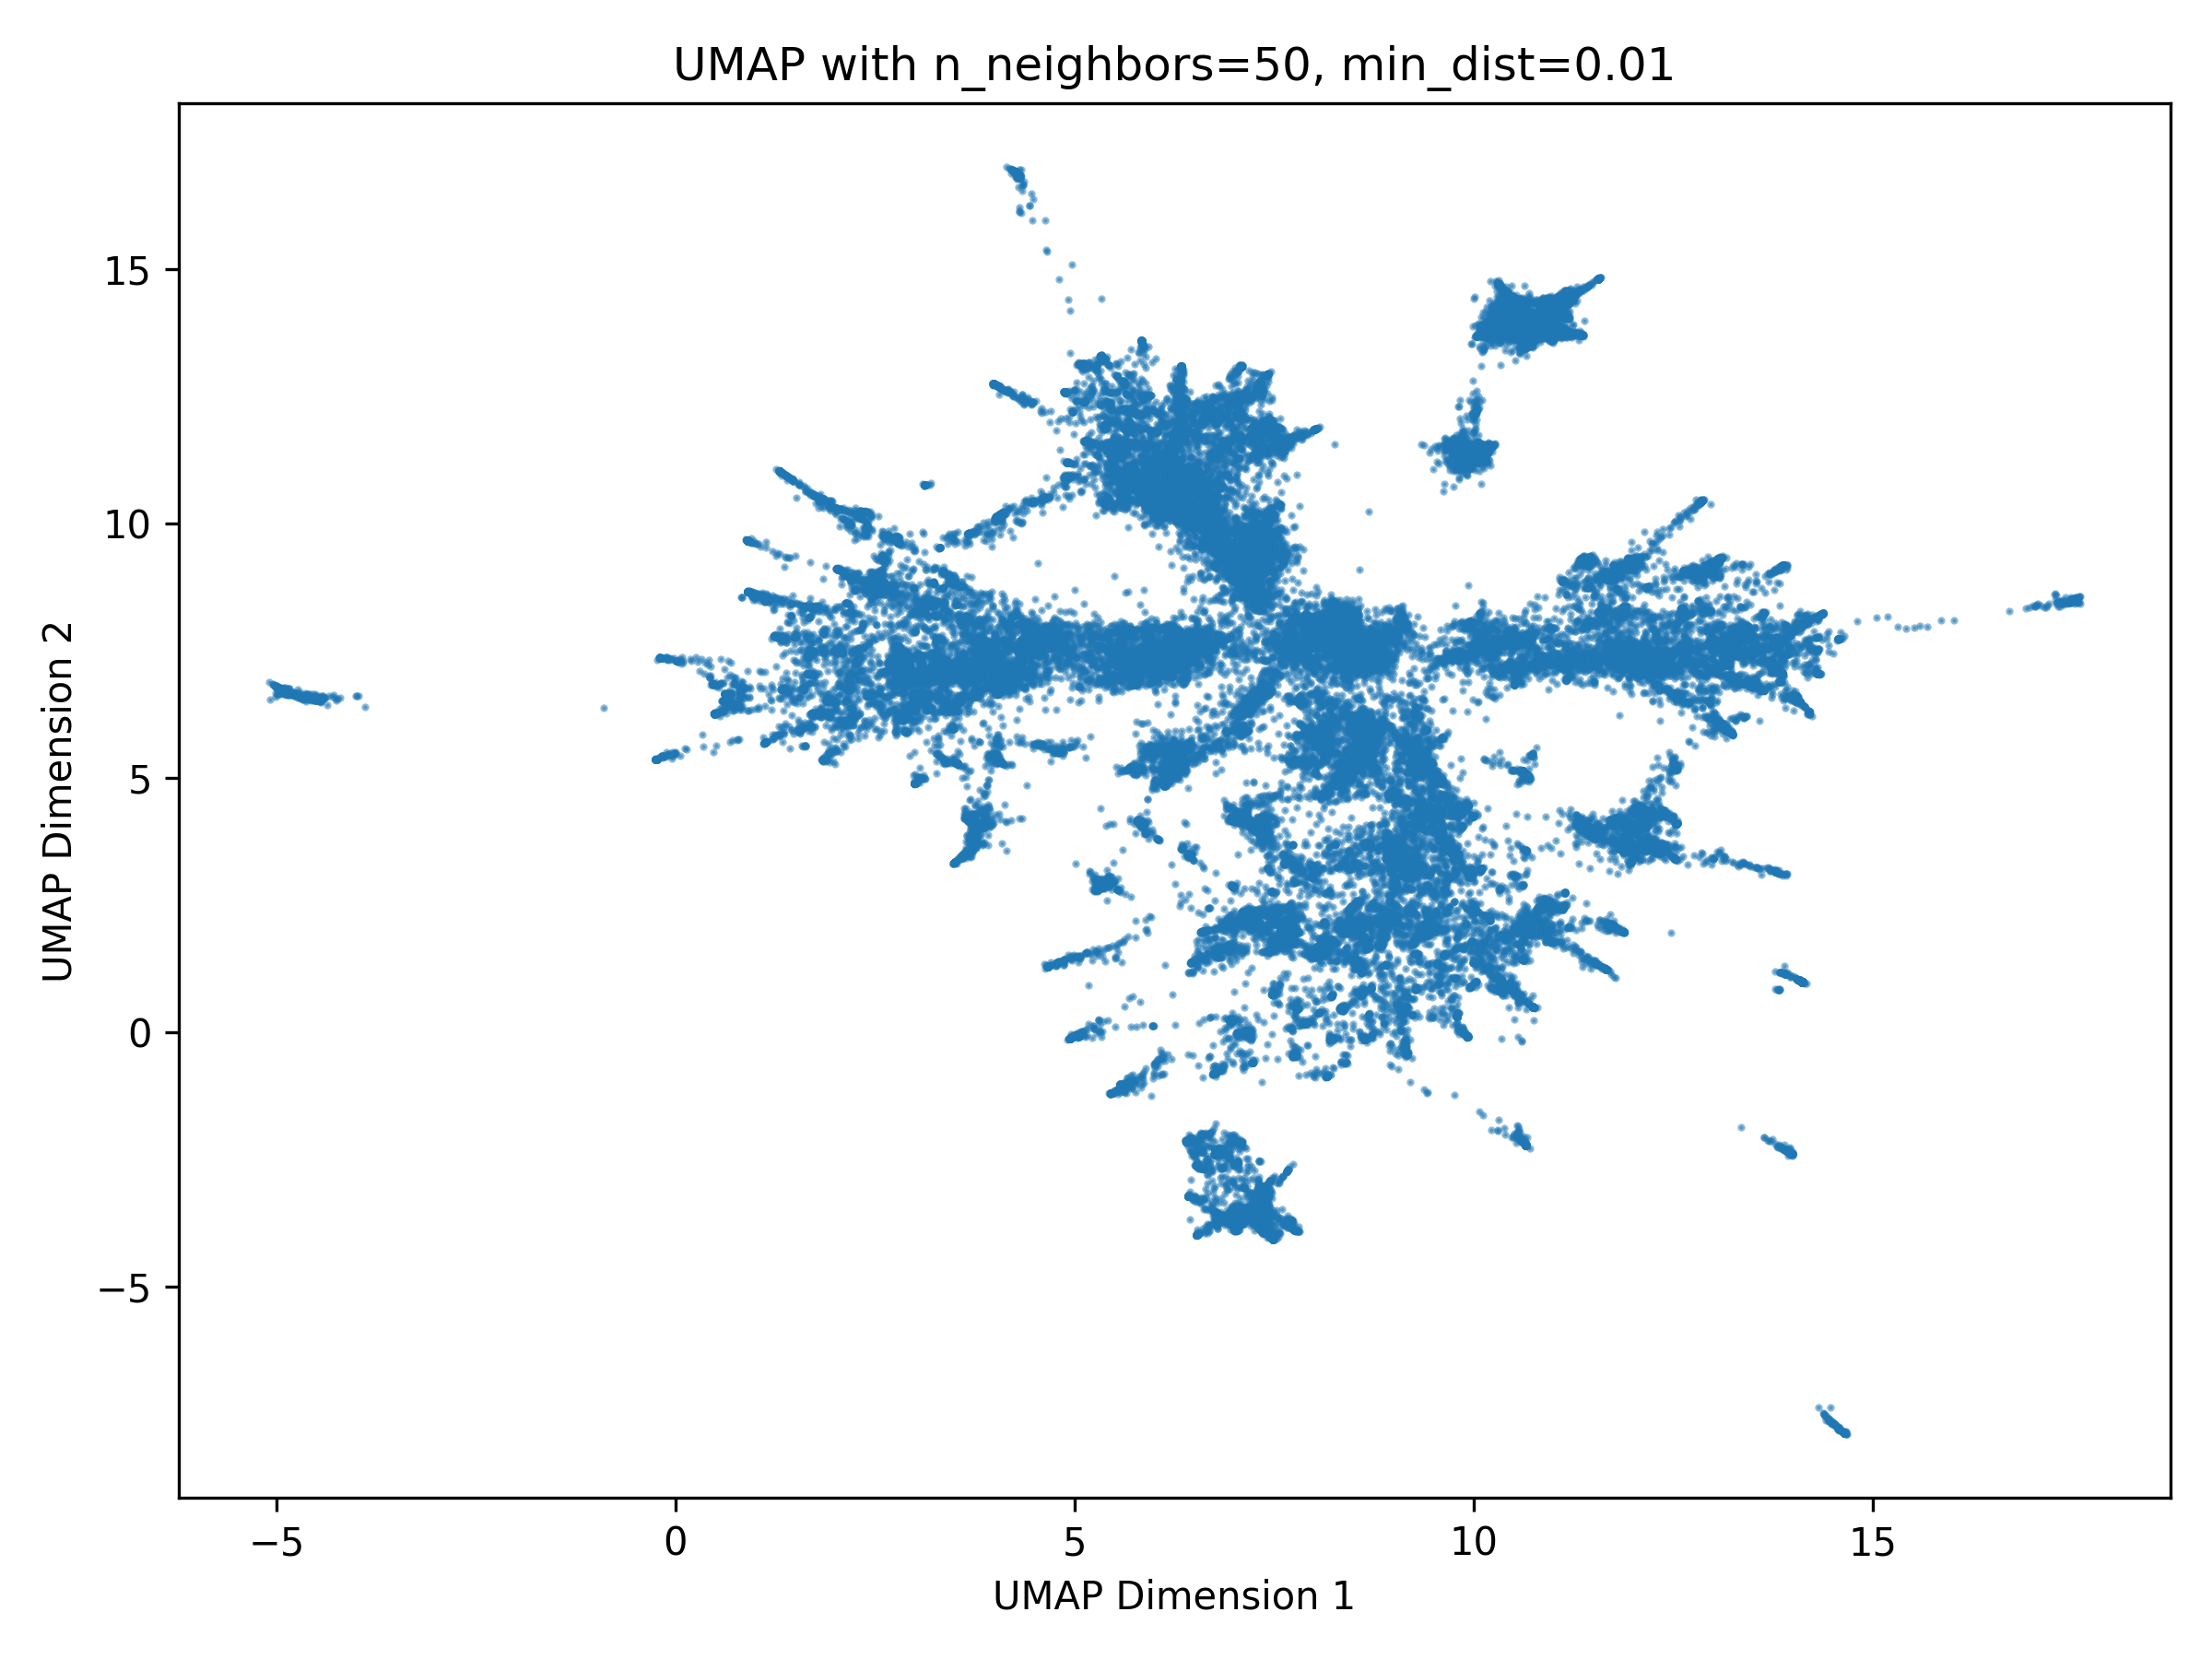 UMAP with n_neighbors=50, min_dist=0.01
15
10
5
0
−5
UMAP Dimension 2
−5 0 5 10 15
UMAP Dimension 1